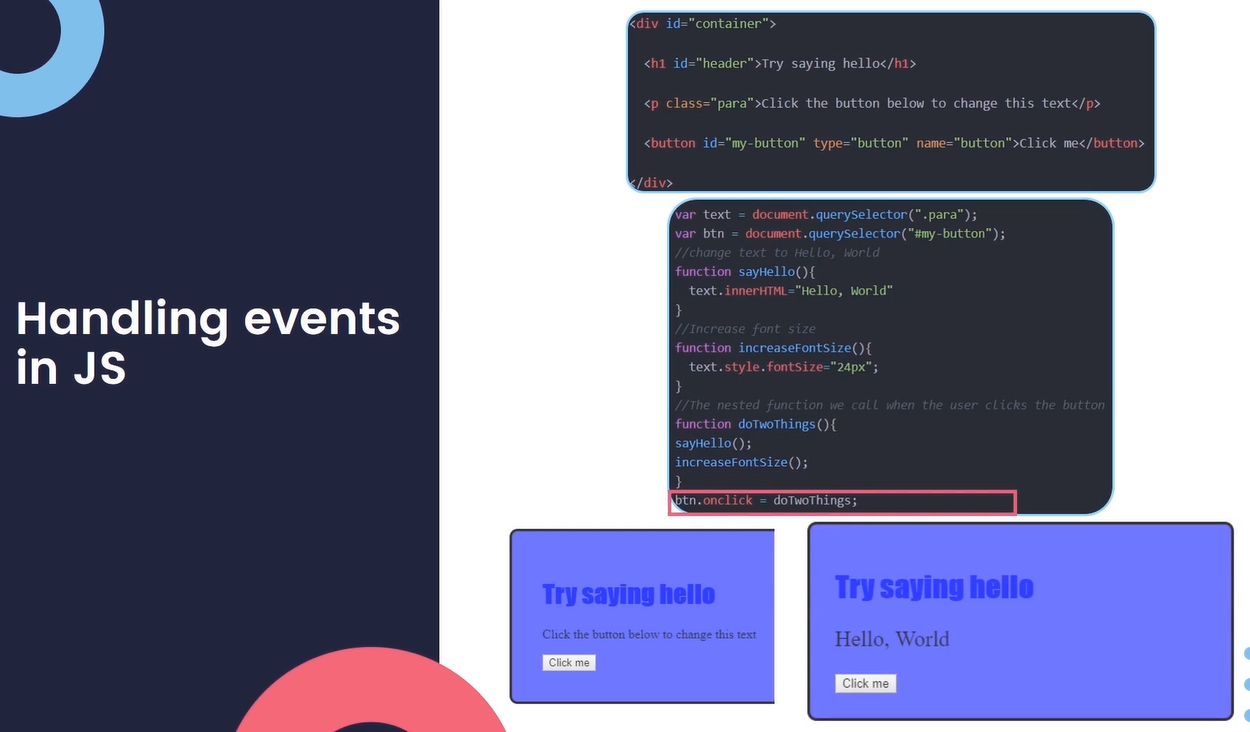 Handling events
in JS
<div id="container">
<h1 id="header">Try saying hello</h1>
<p class="para">Click the button below to change this text</p>
<button id="my-button" type="button" name="button">Click me</button>
</div>
var text = document.querySelector(".para");
var btn = document.querySelector("#my-button");
//change text to Hello, World
function sayHello(){
text.innerHTML="Hello, World"
}
//Increase font size
function increaseFontSize(){
text.style.fontSize="24px";
}
//The nested function we call when the user clicks the button
function doTwoThings(){
sayHello();
increaseFontSize();
}
btn.onclick = doTwoThings;
Try saying hello
Click the button below to change this text
Click me
Try saying hello
Hello, World
Click me